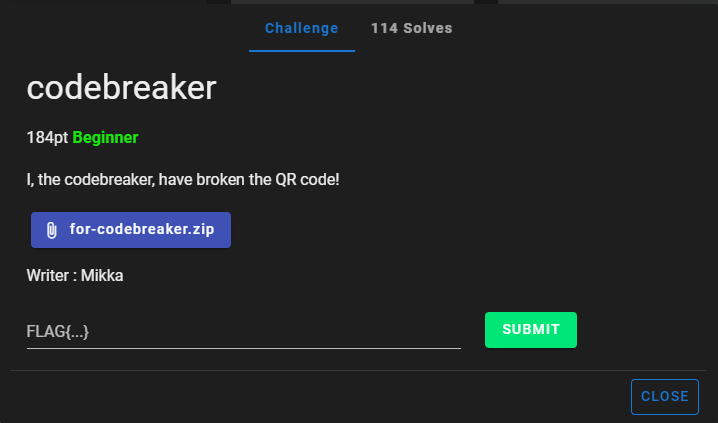 Challenge
114 Solves
codebreaker
184pt Beginner
I, the codebreaker, have broken the QR code!
for-codebreaker.zip
Writer : Mikka
FLAG{...}
SUBMIT
CLOSE